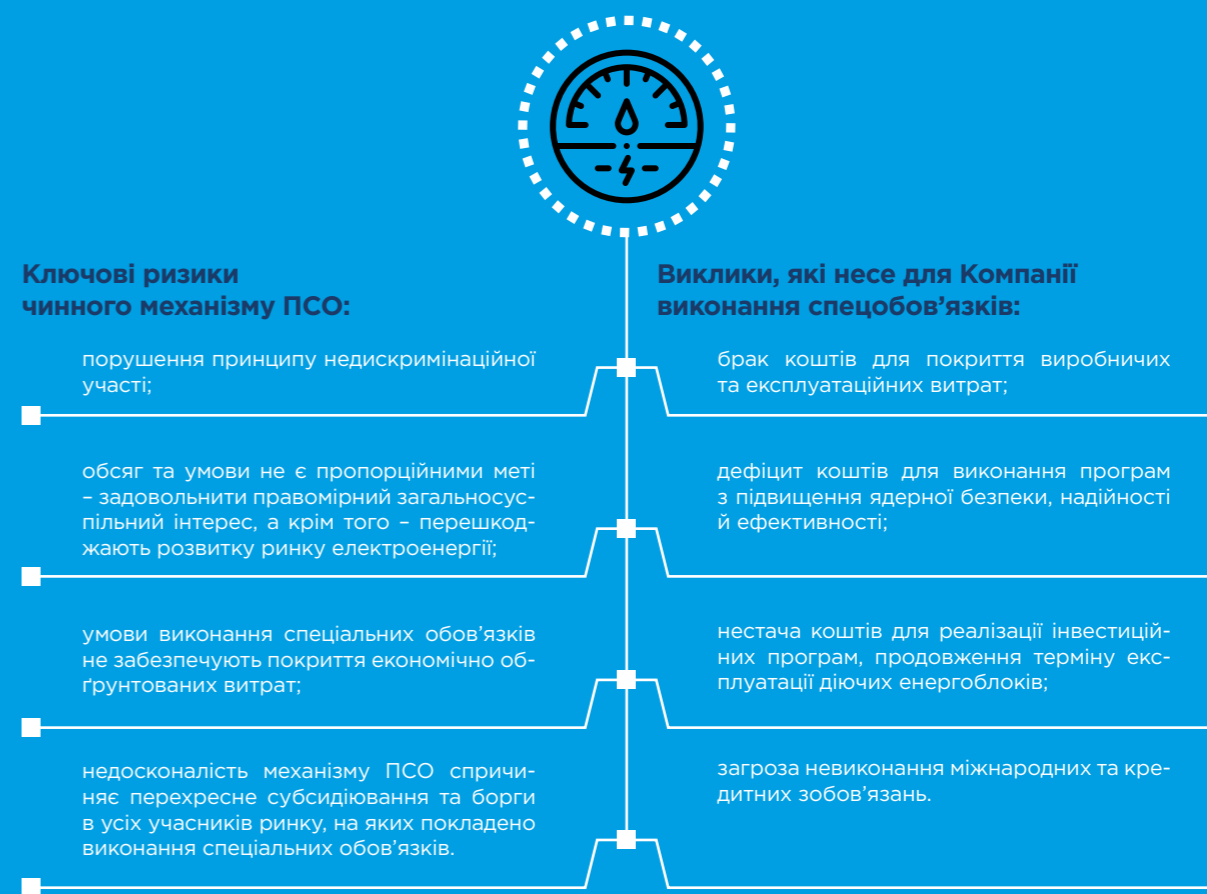 Ключові ризики
чинного механізму ПСО:
порушення принципу недискримінаційної
участі;
обсяг та умови не є пропорційними меті
– задовольнити правомірний загальносус-
пільний інтерес, а крім того – перешкод-
жають розвитку ринку електроенергії;
умови виконання спеціальних обов’язків
не забезпечують покриття економічно об-
ґрунтованих витрат;
недосконалість механізму ПСО спричи-
няє перехресне субсидіювання та борги
в усіх учасників ринку, на яких покладено
виконання спеціальних обов’язків.
Виклики, які несе для Компанії
виконання спецобов’язків:
брак коштів для покриття виробничих
та експлуатаційних витрат;
дефіцит коштів для виконання програм
з підвищення ядерної безпеки, надійності
й ефективності;
нестача коштів для реалізації інвестицій-
них програм, продовження терміну екс-
плуатації діючих енергоблоків;
загроза невиконання міжнародних та кре-
дитних зобов’язань.